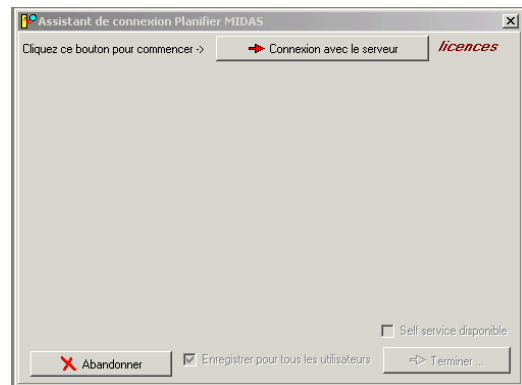 Assistant de connexion Planifier MIDAS
Cliquez ce bouton pour commencer -> Connexion avec le serveur licences
Self service disponible
Abandonner Enregistrer pour tous les utilisateurs Terminer ...